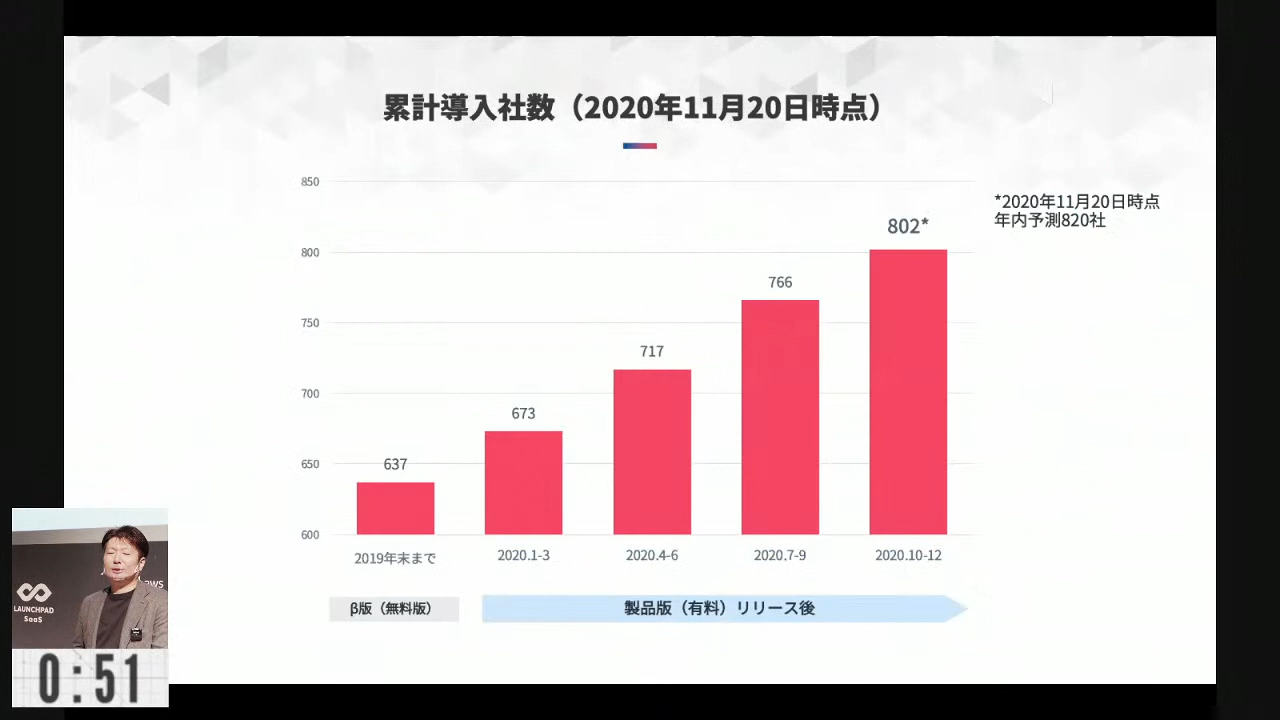 累計導入社数（2020年11月20日時点）
*2020年11月20日時点
年内予測820社
850
800
750
700
650
600
637
673
717
766
802*
2019年末まで
2020.1-3
2020.4-6
2020.7-9
2020.10-12
β版（無料版）
製品版（有料）リリース後
aws
LAUNCHPAD
SaaS
0:51